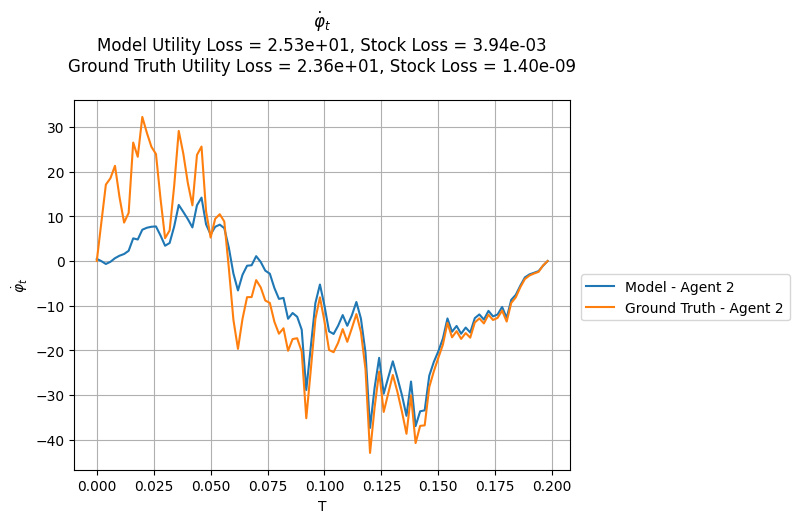 φ̇ₜ
Model Utility Loss = 2.53e+01, Stock Loss = 3.94e-03
Ground Truth Utility Loss = 2.36e+01, Stock Loss = 1.40e-09
30
20
10
0
−10
−20
−30
−40
φ̇ₜ
0.000
0.025
0.050
0.075
0.100
0.125
0.150
0.175
0.200
T
Model - Agent 2
Ground Truth - Agent 2